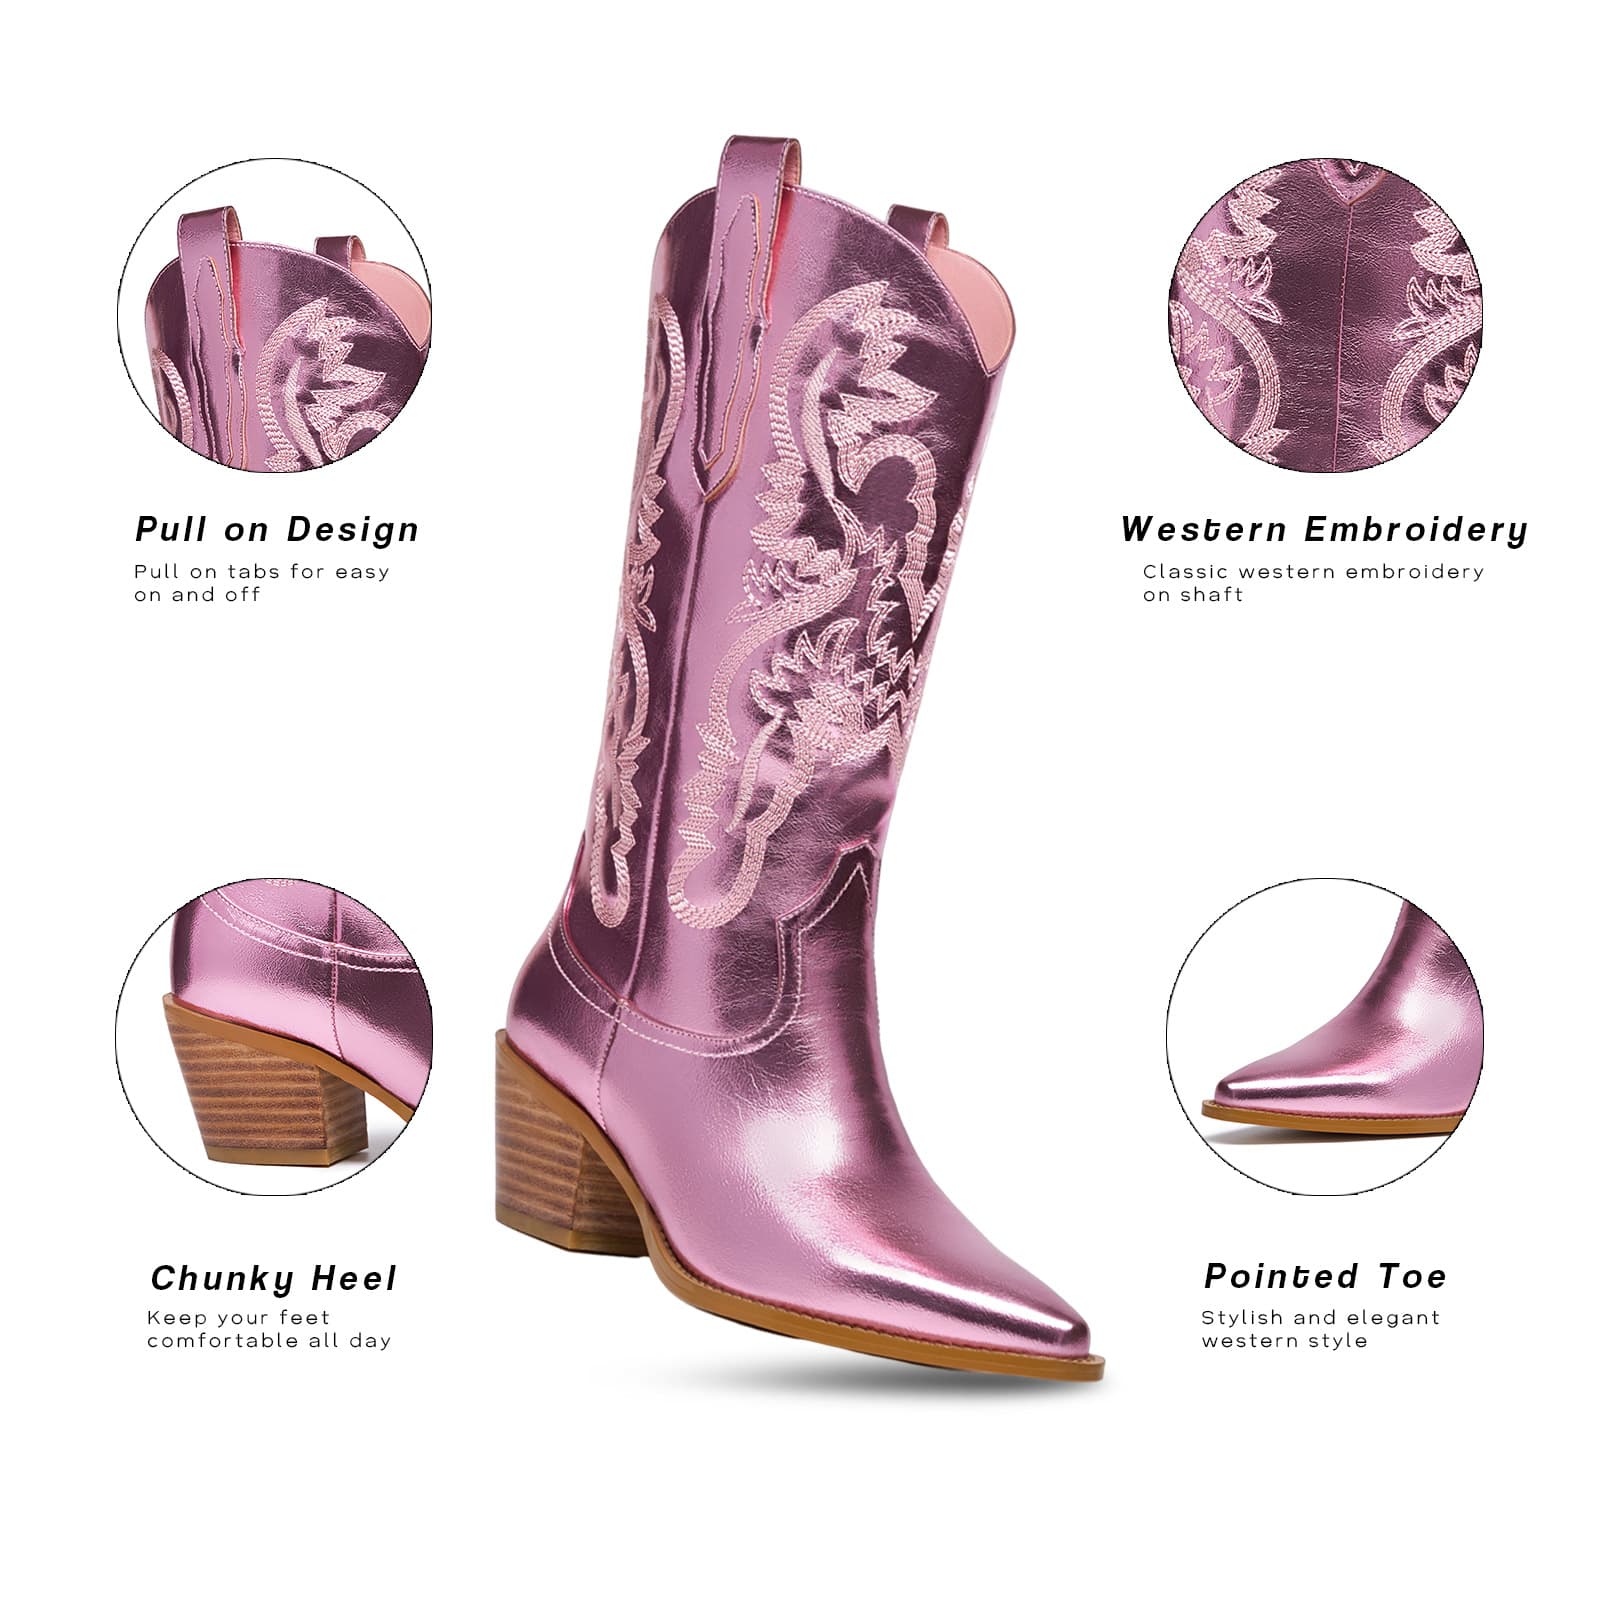 Pull on Design
Pull on tabs for easy
on and off
Western Embroidery
Classic western embroidery
on shaft
Chunky Heel
Keep your feet
comfortable all day
Pointed Toe
Stylish and elegant
western style